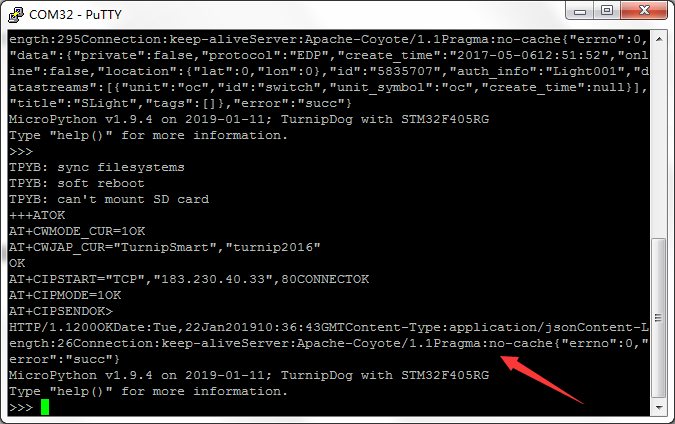 COM32 - PuTTY
ength:295Connection:keep-aliveServer:Apache-Coyote/1.1Pragma:no-cache{"errno":0,
"data":{"private":false,"protocol":"EDP","create_time":"2017-05-0612:51:52","onl
ine":false,"location":{"lat":0,"lon":0},"id":"5835707","auth_info":"Light001","d
atastreams":[{"unit":"oc","id":"switch","unit_symbol":"oc","create_time":null}],
"title":"SLight","tags":[]},"error":"succ"}
MicroPython v1.9.4 on 2019-01-11; TurnipDog with STM32F405RG
Type "help()" for more information.
>>>
TPYB: sync filesystems
TPYB: soft reboot
TPYB: can't mount SD card
+++ATOK
AT+CWMODE_CUR=1OK
AT+CWJAP_CUR="TurnipSmart","turnip2016"
OK
AT+CIPSTART="TCP","183.230.40.33",80CONNECTOK
AT+CIPMODE=1OK
AT+CIPSENDOK>
HTTP/1.1200OKDate:Tue,22Jan201910:36:43GMTContent-Type:application/jsonContent-L
ength:26Connection:keep-aliveServer:Apache-Coyote/1.1Pragma:no-cache{"errno":0,"
error":"succ"}
MicroPython v1.9.4 on 2019-01-11; TurnipDog with STM32F405RG
Type "help()" for more information.
>>>